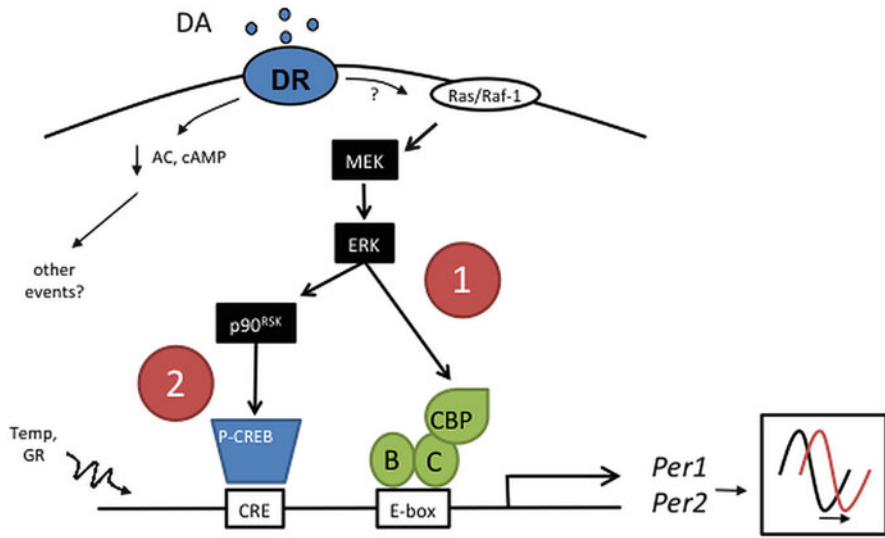 DA
DR
?
Ras/Raf-1
AC, cAMP
MEK
other
events?
ERK
1
p90RSK
2
Temp,
GR
P-CREB
CBP
B
C
CRE
E-box
Per1
Per2